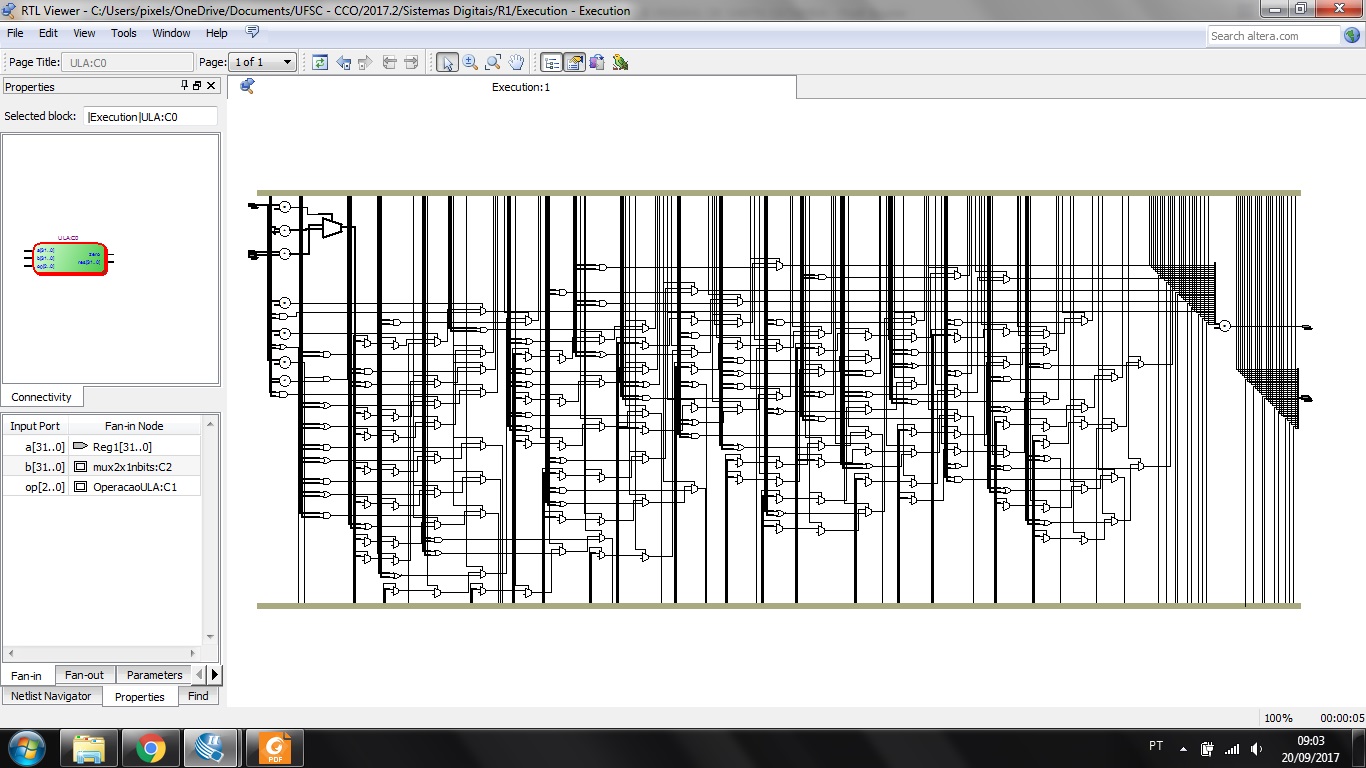 RTL Viewer - C:/Users/pixels/OneDrive/Documents/UFSC - CCO/2017.2/Sistemas Digitais/R1/Execution - Execution
File Edit View Tools Window Help
Search altera.com
Page Title: ULA:C0 Page: 1 of 1
Properties
Execution:1
Selected block: |Execution|ULA:C0
ULA:C0
a[31..0]
b[31..0]
op[2..0]
zero
res[31..0]
Connectivity
Input Port Fan-in Node
a[31..0] Reg1[31..0]
b[31..0] mux2x1nbits:C2
op[2..0] OperacaoULA:C1
Fan-in Fan-out Parameters
Netlist Navigator Properties Find
100% 00:00:05
PDF
PT
09:03
20/09/2017